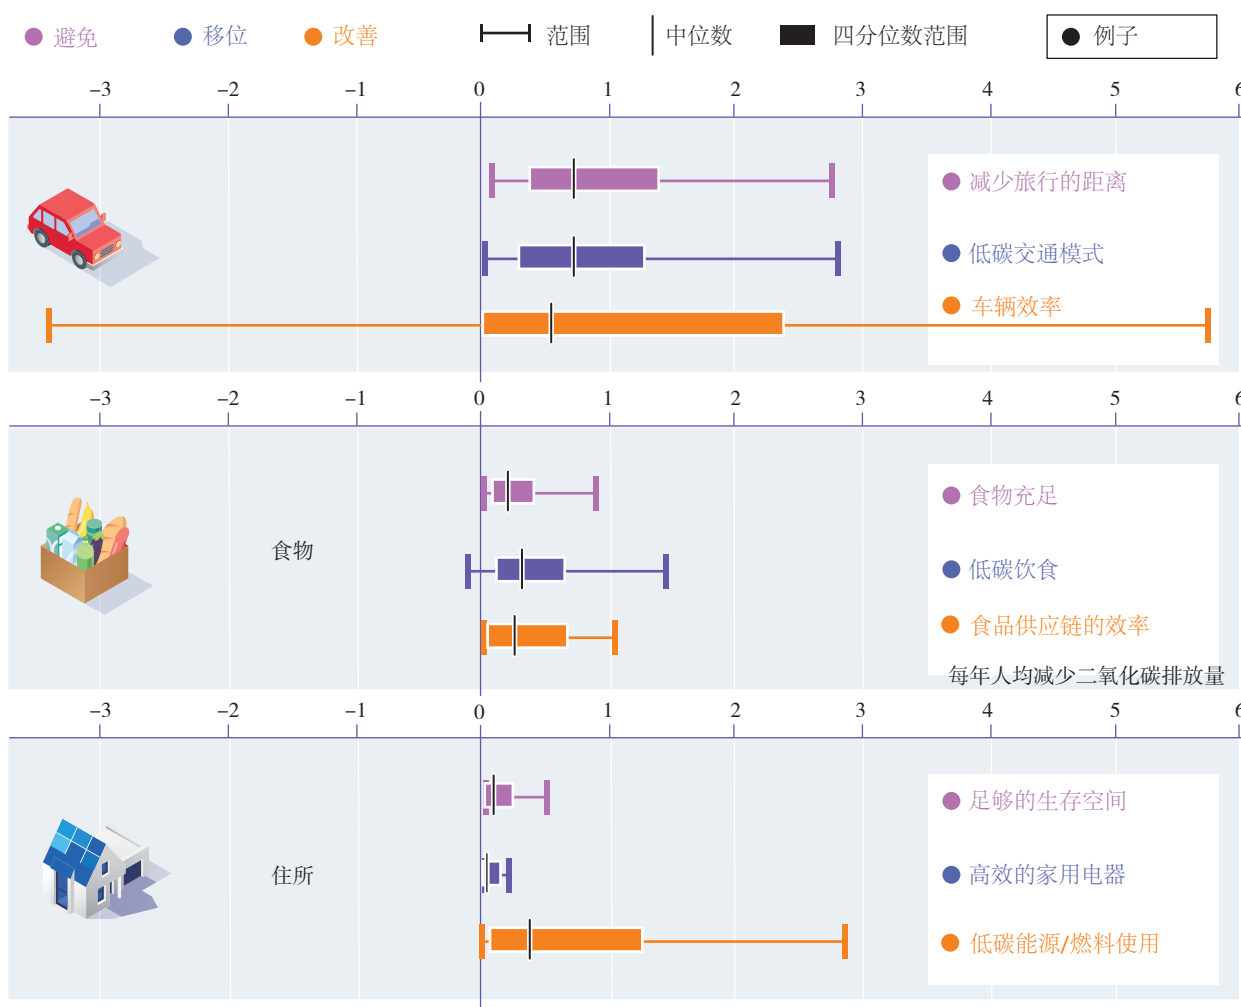 避免 移位 改善 范围 中位数 四分位数范围 例子
−3 −2 −1 0 1 2 3 4 5 6
减少旅行的距离
低碳交通模式
车辆效率
−3 −2 −1 0 1 2 3 4 5 6
食物充足
食物
低碳饮食
食品供应链的效率
每年人均减少二氧化碳排放量
−3 −2 −1 0 1 2 3 4 5 6
足够的生存空间
住所
高效的家用电器
低碳能源/燃料使用